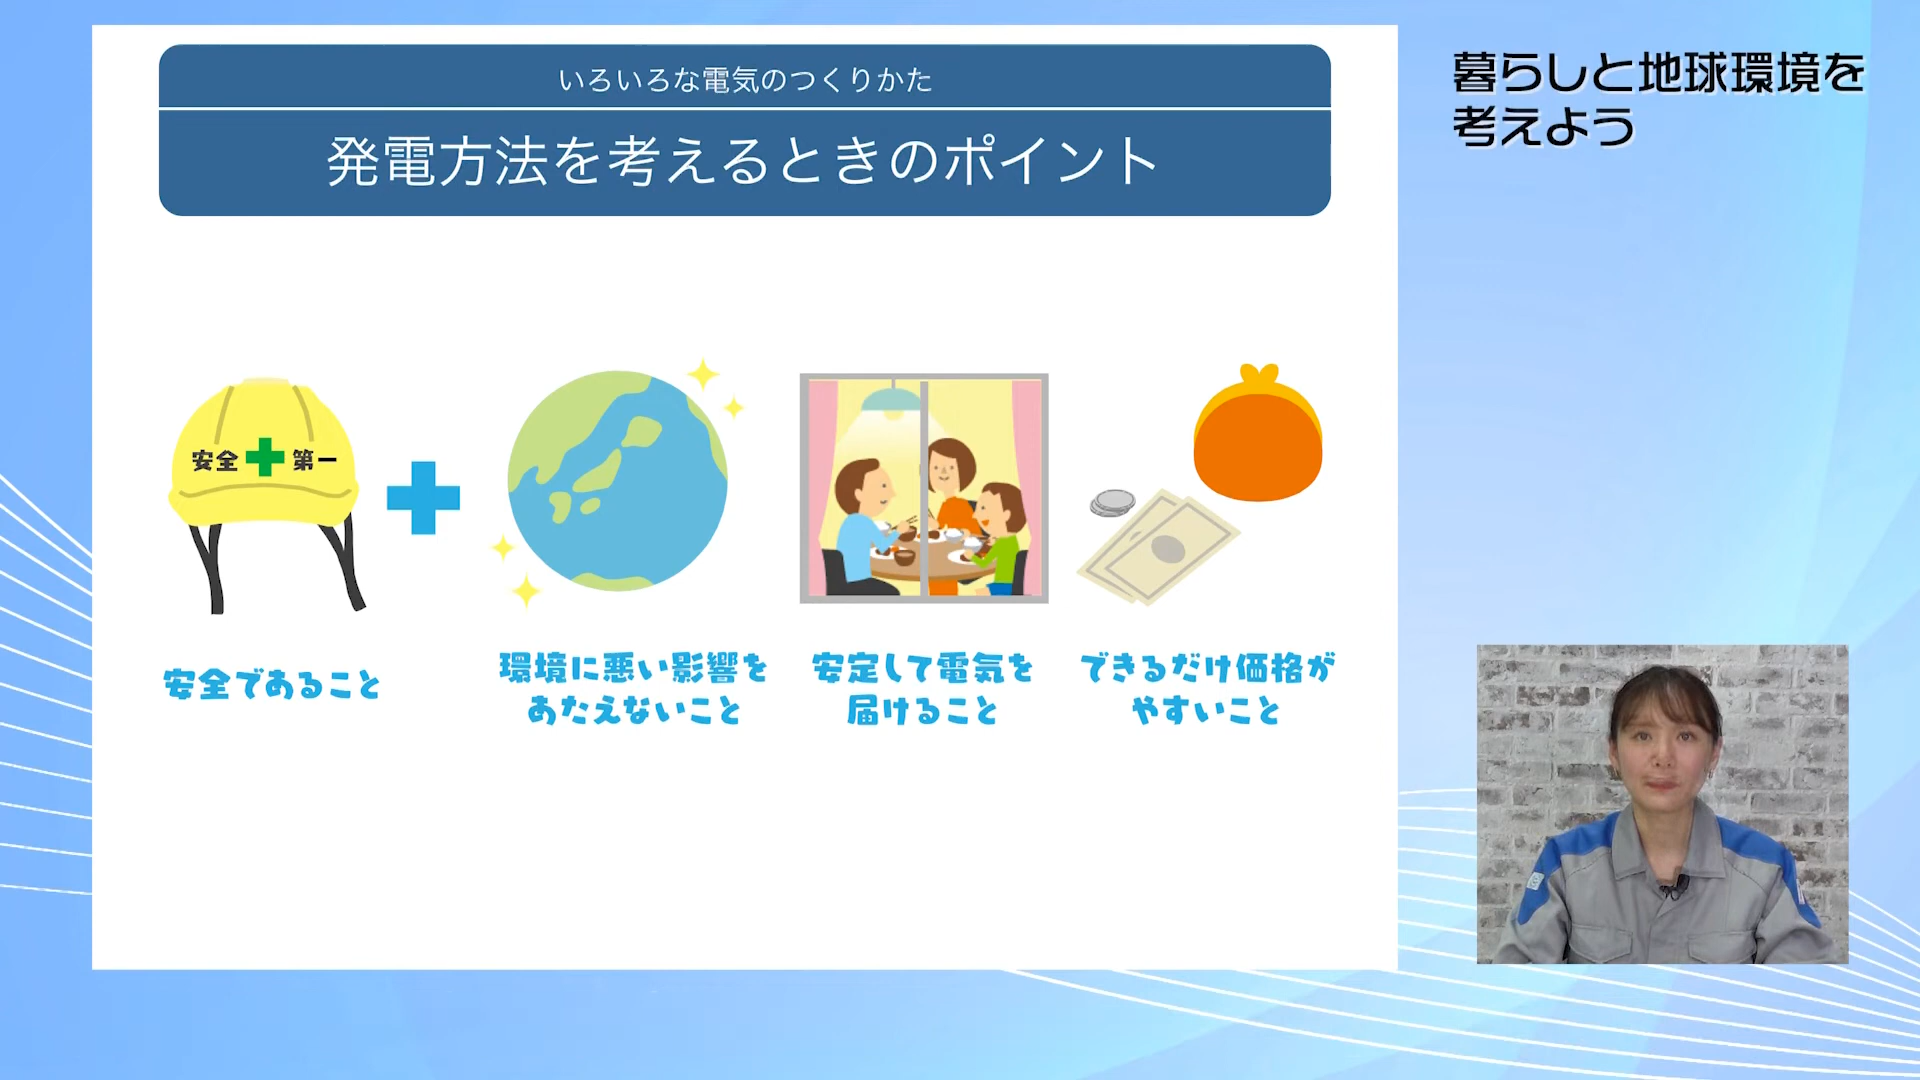 いろいろな電気のつくりかた
発電方法を考えるときのポイント
暮らしと地球環境を
考えよう
安全 第一
安全であること
環境に悪い影響を
あたえないこと
安定して電気を
届けること
できるだけ価格が
やすいこと